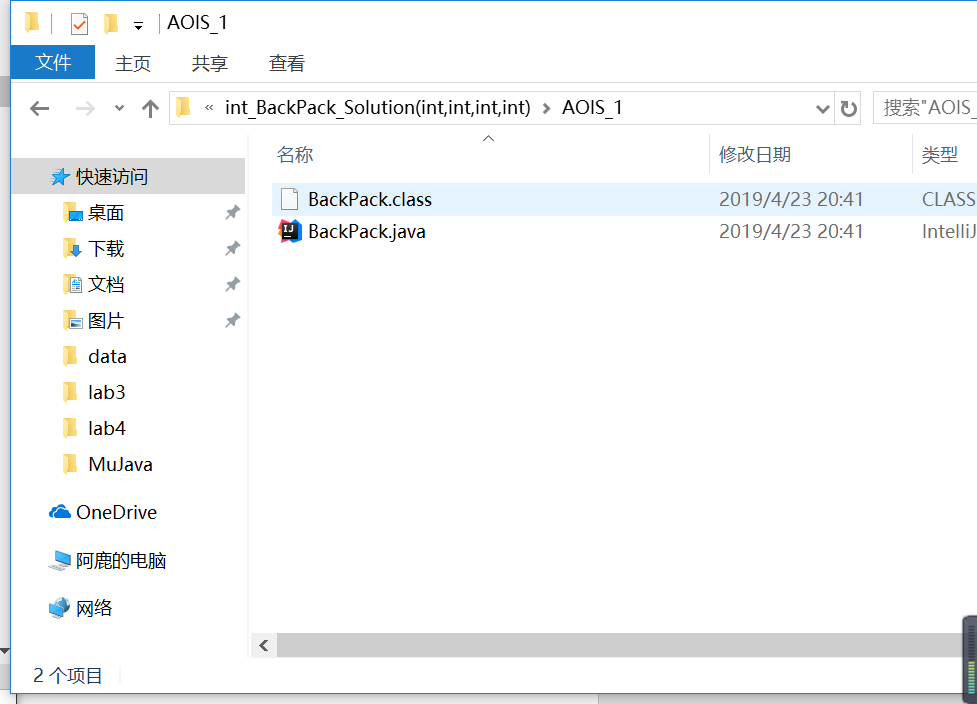 AOIS_1
文件 主页 共享 查看
« int_BackPack_Solution(int,int,int,int) > AOIS_1 搜索"AOIS_
名称 修改日期 类型
快速访问
桌面
下载
文档
图片
data
lab3
lab4
MuJava
OneDrive
阿鹿的电脑
网络
BackPack.class 2019/4/23 20:41 CLASS
BackPack.java 2019/4/23 20:41 IntelliJ
2 个项目